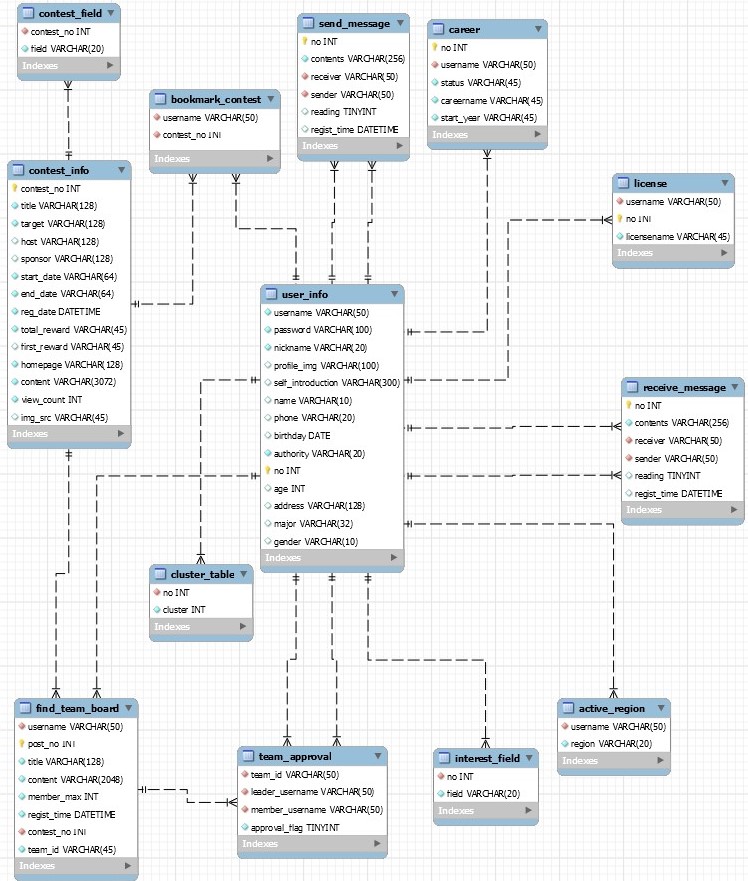 contest_field
contest_no INT
field VARCHAR(20)
Indexes
send_message
no INT
contents VARCHAR(256)
receiver VARCHAR(50)
sender VARCHAR(50)
reading TINYINT
regist_time DATETIME
Indexes
career
no INT
username VARCHAR(50)
status VARCHAR(45)
careername VARCHAR(45)
start_year VARCHAR(45)
Indexes
bookmark_contest
username VARCHAR(50)
contest_no INT
Indexes
contest_info
contest_no INT
title VARCHAR(128)
target VARCHAR(128)
host VARCHAR(128)
sponsor VARCHAR(128)
start_date VARCHAR(64)
end_date VARCHAR(64)
reg_date DATETIME
total_reward VARCHAR(45)
first_reward VARCHAR(45)
homepage VARCHAR(128)
content VARCHAR(3072)
view_count INT
img_src VARCHAR(45)
Indexes
license
username VARCHAR(50)
no INT
licensename VARCHAR(45)
Indexes
user_info
username VARCHAR(50)
password VARCHAR(100)
nickname VARCHAR(20)
profile_img VARCHAR(100)
self_introduction VARCHAR(300)
name VARCHAR(10)
phone VARCHAR(20)
birthday DATE
authority VARCHAR(20)
no INT
age INT
address VARCHAR(128)
major VARCHAR(32)
gender VARCHAR(10)
Indexes
receive_message
no INT
contents VARCHAR(256)
receiver VARCHAR(50)
sender VARCHAR(50)
reading TINYINT
regist_time DATETIME
Indexes
cluster_table
no INT
cluster INT
Indexes
find_team_board
username VARCHAR(50)
post_no INT
title VARCHAR(128)
content VARCHAR(2048)
member_max INT
regist_time DATETIME
contest_no INT
team_id VARCHAR(45)
Indexes
team_approval
team_id VARCHAR(50)
leader_username VARCHAR(50)
member_username VARCHAR(50)
approval_flag TINYINT
Indexes
interest_field
no INT
field VARCHAR(20)
Indexes
active_region
username VARCHAR(50)
region VARCHAR(20)
Indexes